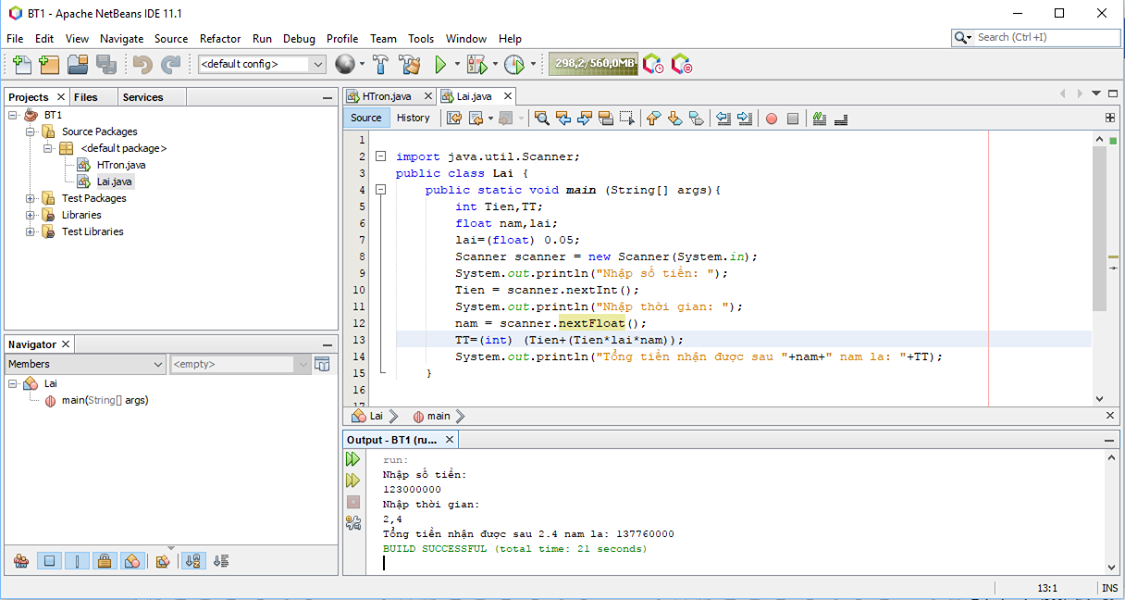 BT1 - Apache NetBeans IDE 11.1
File Edit View Navigate Source Refactor Run Debug Profile Team Tools Window Help
Search (Ctrl+I)
<default config>
298,2/560,0MB
Projects Files Services
BT1
Source Packages
<default package>
HTron.java
Lai.java
Test Packages
Libraries
Test Libraries
Navigator
Members <empty>
Lai
main(String[] args)
HTron.java Lai.java
Source History
1
2 import java.util.Scanner;
3 public class Lai {
4 public static void main (String[] args){
5 int Tien,TT;
6 float nam,lai;
7 lai=(float) 0.05;
8 Scanner scanner = new Scanner(System.in);
9 System.out.println("Nhập số tiền: ");
10 Tien = scanner.nextInt();
11 System.out.println("Nhập thời gian: ");
12 nam = scanner.nextFloat();
13 TT=(int) (Tien+(Tien*lai*nam));
14 System.out.println("Tổng tiền nhận được sau "+nam+" nam la: "+TT);
15 }
16
17
Lai main
Output - BT1 (ru...
run:
Nhập số tiền:
123000000
Nhập thời gian:
2,4
Tổng tiền nhận được sau 2.4 nam la: 137760000
BUILD SUCCESSFUL (total time: 21 seconds)
13:1 INS